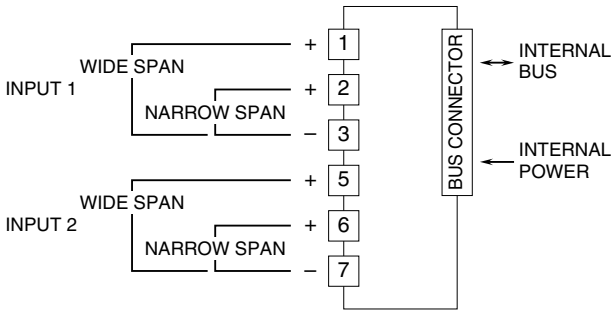 + 1
WIDE SPAN
INPUT 1
+ 2
NARROW SPAN
– 3
+ 5
WIDE SPAN
INPUT 2
+ 6
NARROW SPAN
– 7
BUS CONNECTOR
INTERNAL
BUS
INTERNAL
POWER